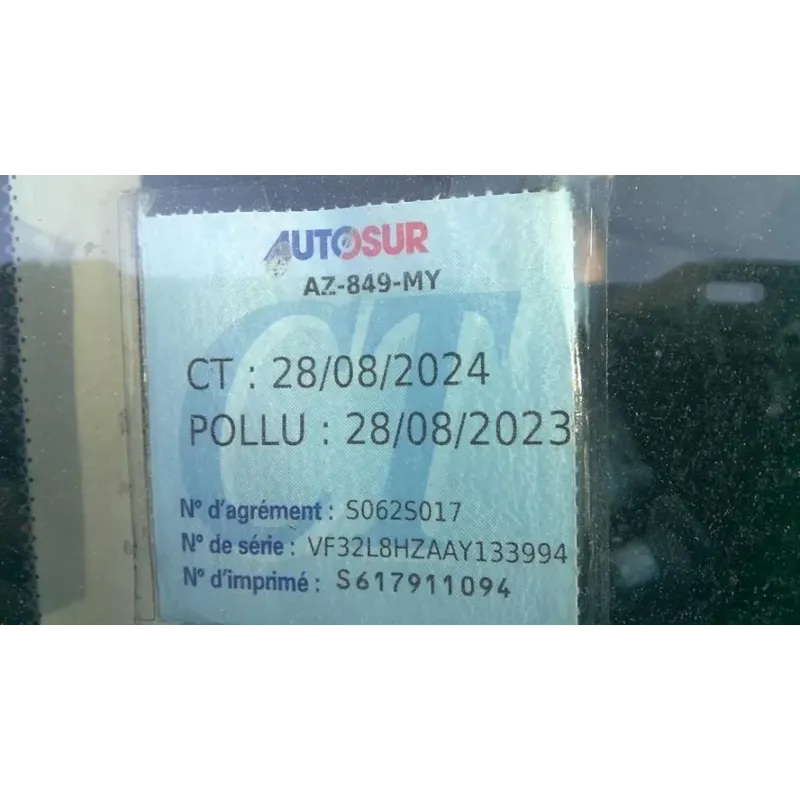 AUTOSUR
AZ-849-MY
CT : 28/08/2024
POLLU : 28/08/2023
N° d'agrément : S062S017
N° de série : VF32L8HZAAY133994
N° d'imprimé : S617911094
CT